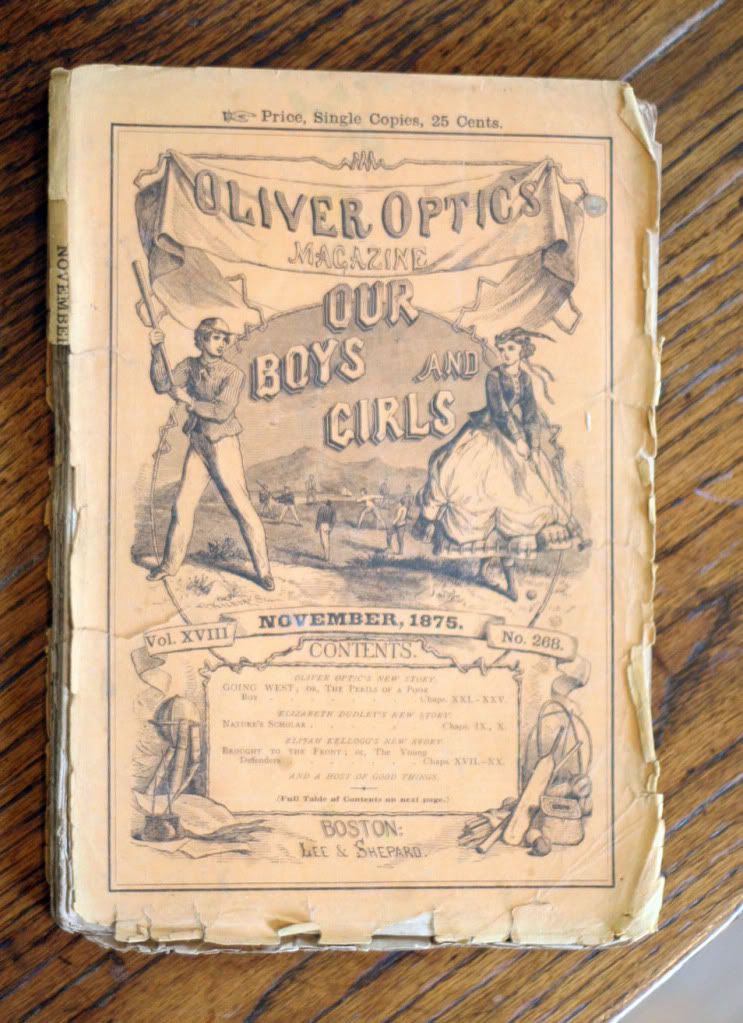 Price, Single Copies, 25 Cents.
OLIVER OPTIC'S
MAGAZINE
OUR
BOYS AND
GIRLS
NOVEMBER
NOVEMBER, 1875.
Vol. XVIII
No. 268.
CONTENTS.
OLIVER OPTIC'S NEW STORY.
GOING WEST; OR, THE PERILS OF A POOR
BOY . . . . . . . Chaps. XXI.-XXV.
ELIZABETH DUDLEY'S NEW STORY.
NATURE'S SCHOLAR . . . . . . Chaps. IX, X.
ELIJAH KELLOGG'S NEW STORY.
BROUGHT TO THE FRONT; OR, The Young
Defenders . . . . . . Chaps. XVII.-XX.
AND A HOST OF GOOD THINGS.
(Full Table of Contents on next page.)
BOSTON:
LEE & SHEPARD.